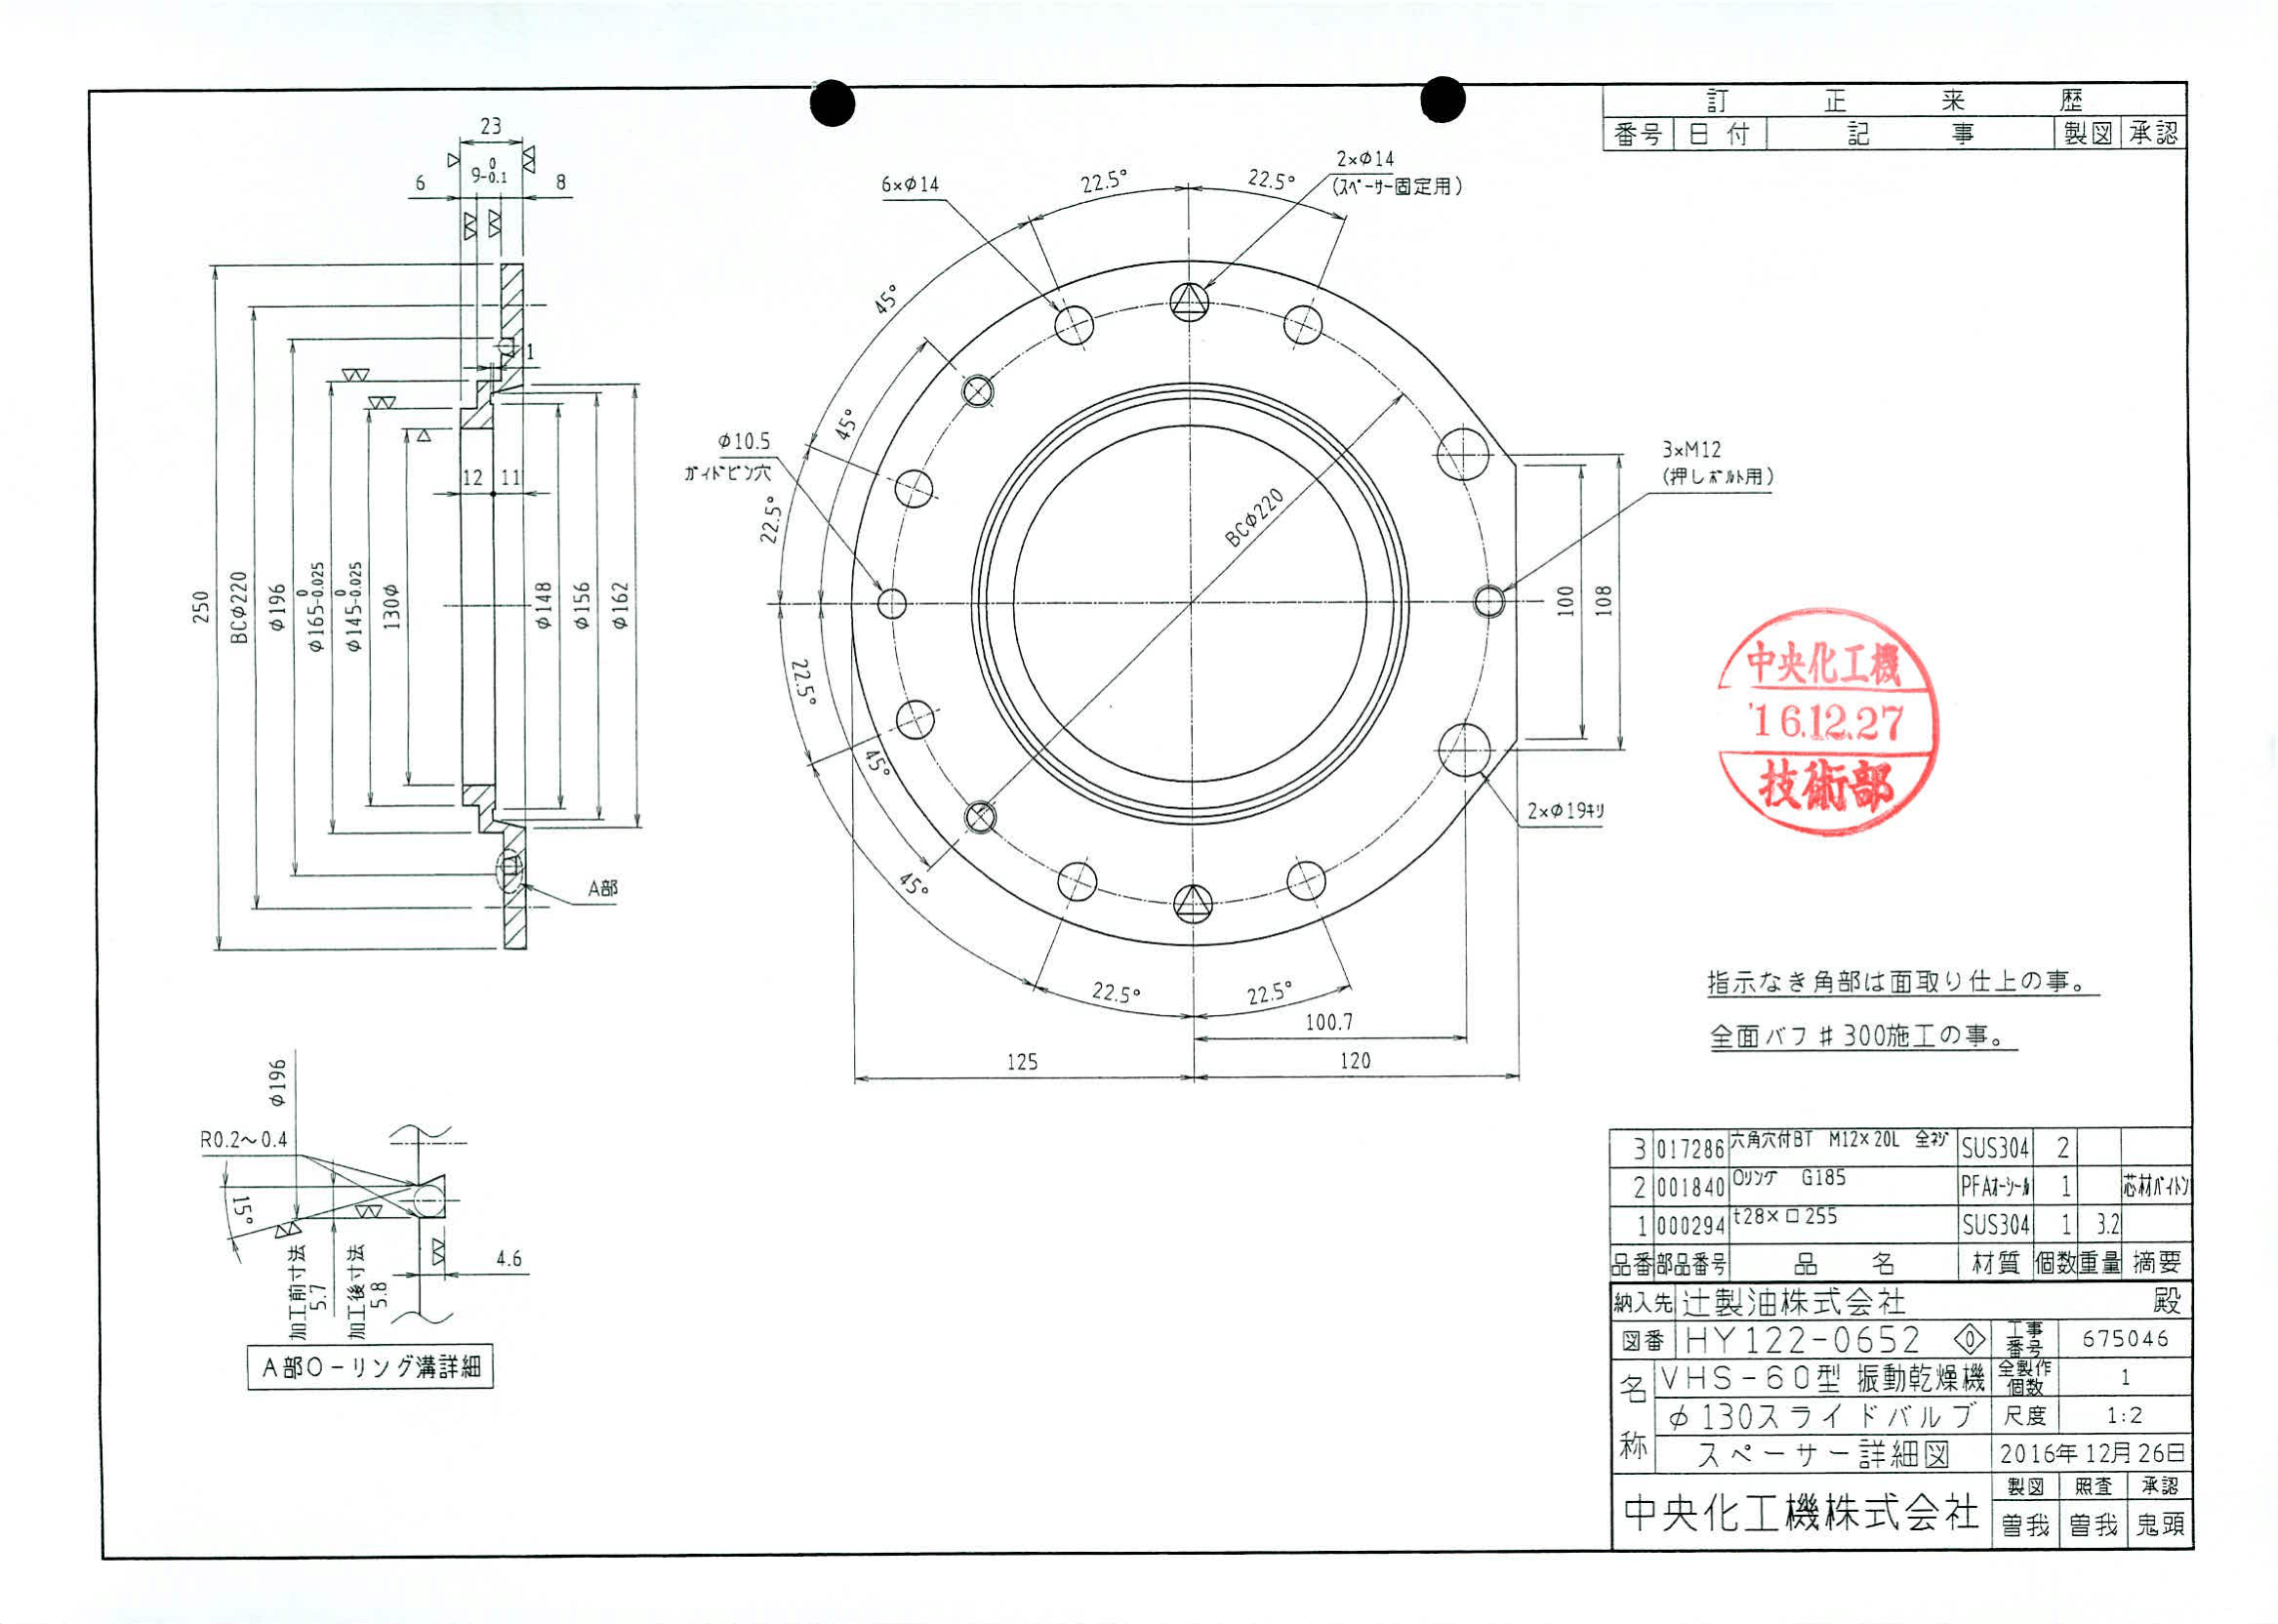 訂 正 来 歴
番号 日付 記 事 製図 承認
23
9 0 -0.1
6
8
1
12
11
250
BCφ220
φ196
φ165 0 -0.025
φ145 0 -0.025
130φ
φ148
φ156
φ162
A部
6×φ14
22.5°
22.5°
2×φ14
(スペーサー固定用)
45°
45°
φ10.5
ガイドピン穴
22.5°
22.5°
45°
45°
BCφ220
3×M12
(押しボルト用)
100
108
2×φ19キリ
22.5°
22.5°
100.7
125
120
中央化工機
'16.12.27
技術部
指示なき角部は面取り仕上の事。
全面バフ#300施工の事。
φ196
R0.2~0.4
15°
加工前寸法
5.7
加工後寸法
5.8
4.6
A部O-リング溝詳細
3 017286 六角穴付BT M12×20L 全ネジ SUS304 2
2 001840 Oリング G185 PFAオーシール 1 芯材バイトン
1 000294 t28×□255 SUS304 1 3.2
品番 部品番号 品 名 材質 個数 重量 摘要
納入先 辻製油株式会社 殿
図番 HY122-0652 0 工事番号 675046
名称 VHS-60型 振動乾燥機 全製作個数 1
φ130スライドバルブ 尺度 1:2
スペーサー詳細図 2016年12月26日
中央化工機株式会社 製図 照査 承認
曽我 曽我 鬼頭